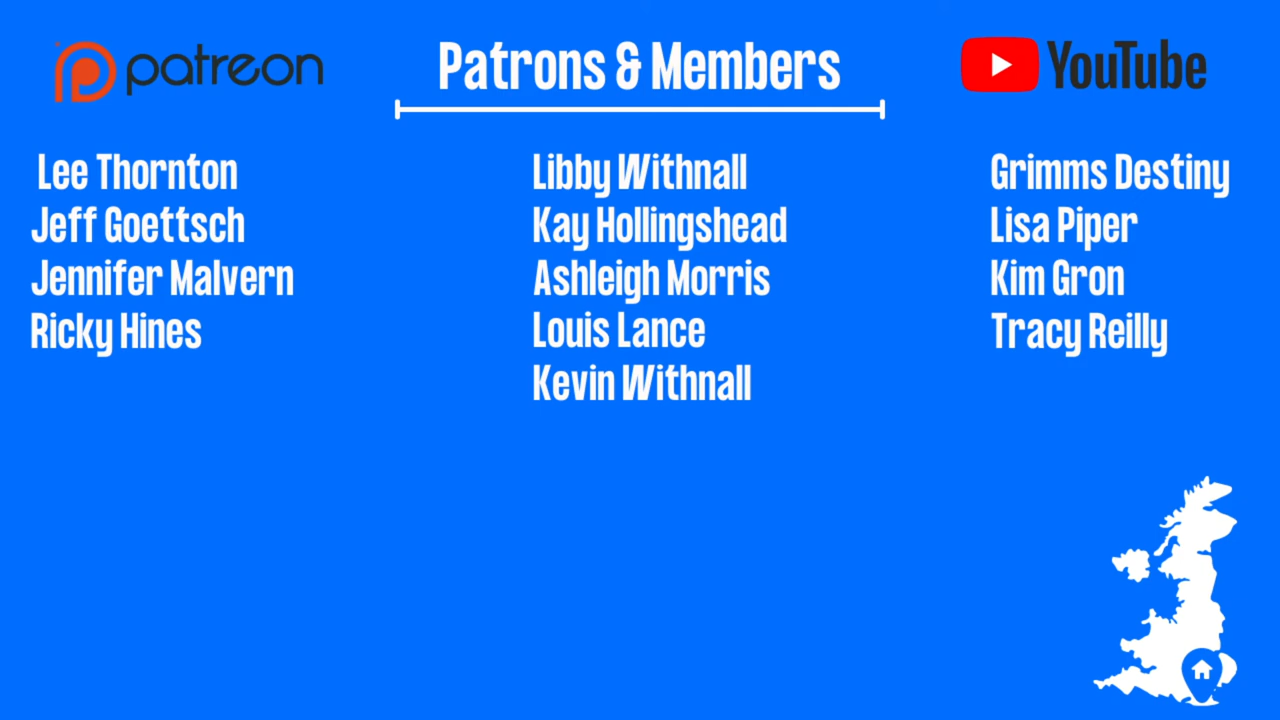 patreon
Patrons & Members
YouTube
Lee Thornton
Jeff Goettsch
Jennifer Malvern
Ricky Hines
Libby Withnall
Kay Hollingshead
Ashleigh Morris
Louis Lance
Kevin Withnall
Grimms Destiny
Lisa Piper
Kim Gron
Tracy Reilly